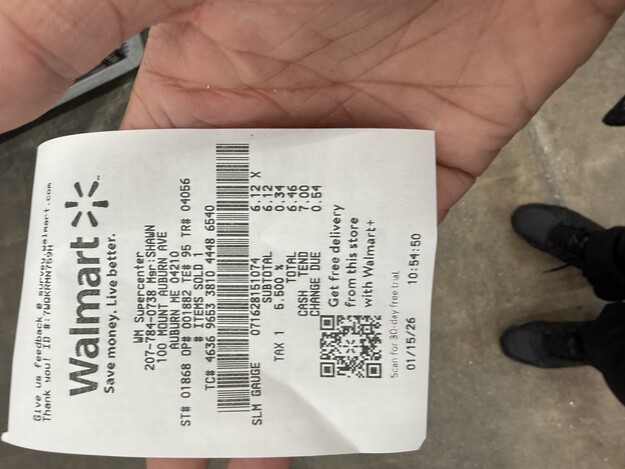 Give us feedback @ survey.walmart.com
Thank you! ID #:
Walmart
Save money. Live better.
WM Supercenter
207-784-0738 Mgr:SHAWN
100 MOUNT AUBURN AVE
AUBURN ME 04210
ST# 01868 OP# 001882 TE# 95 TR# 04056
# ITEMS SOLD 1
TC# 4636 9653 3810 4448 6540
SLM GAUGE 071628151074 6.12 X
SUBTOTAL 6.12
TAX 1 5.500 % 0.34
TOTAL 6.46
CASH TEND 7.00
CHANGE DUE 0.54
Get free delivery
from this store
with Walmart+
Scan for 30-day free trial.
01/15/26 10:54:50